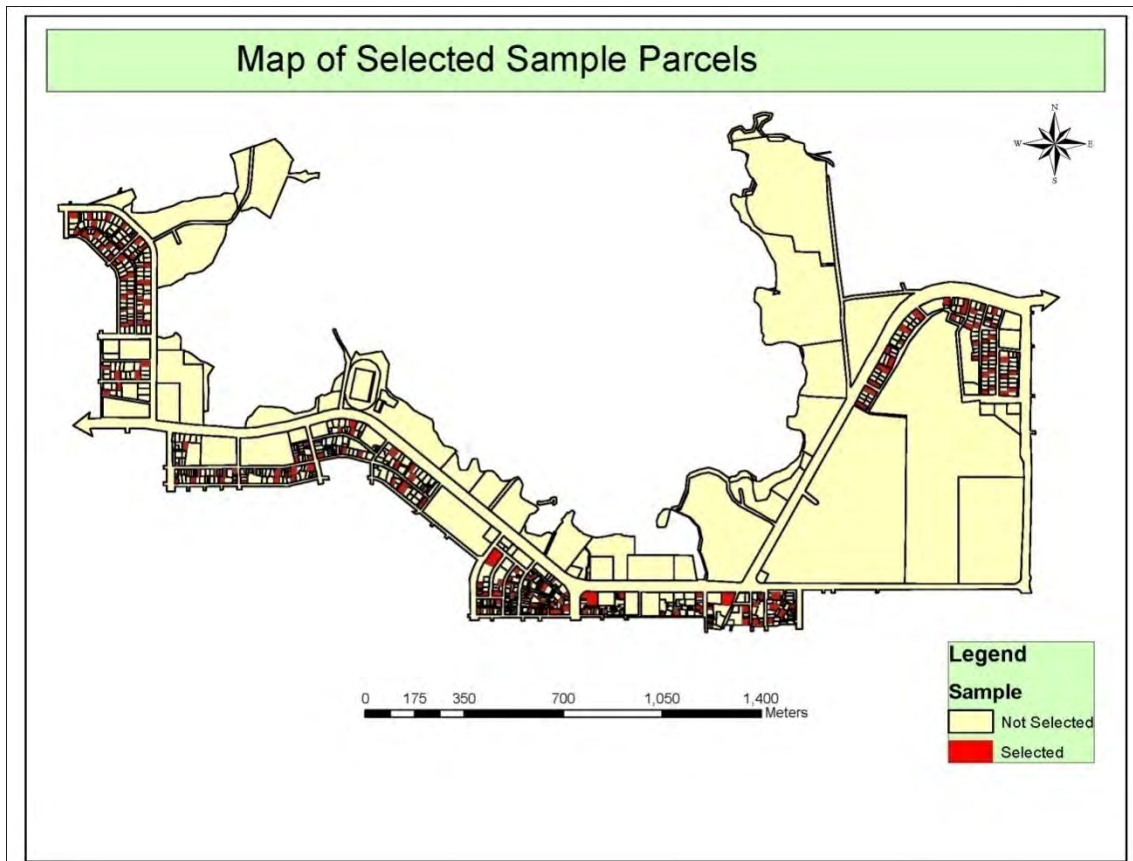 Map of Selected Sample Parcels
N
W E
S
0 175 350 700 1,050 1,400
Meters
Legend
Sample
Not Selected
Selected